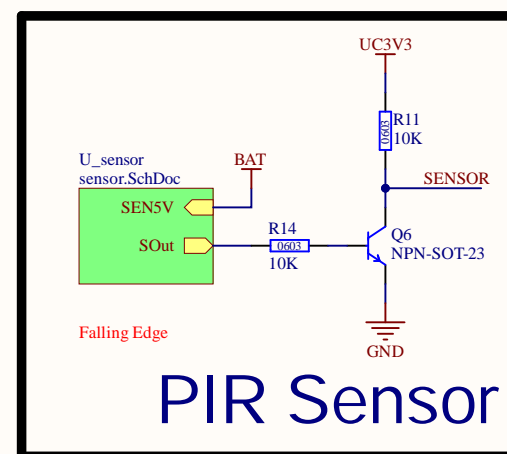 UC3V3
R11
0603
10K
U_sensor
sensor.SchDoc
BAT
SENSOR
SEN5V
R14
Q6
SOut
0603
NPN-SOT-23
10K
Falling Edge
GND
PIR Sensor